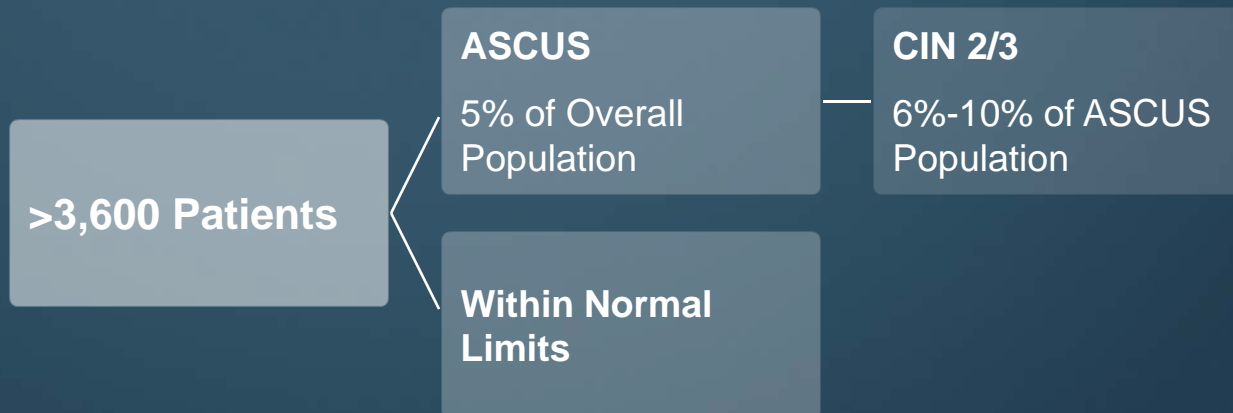 >3,600 Patients
ASCUS
5% of Overall
Population
CIN 2/3
6%-10% of ASCUS
Population
Within Normal
Limits